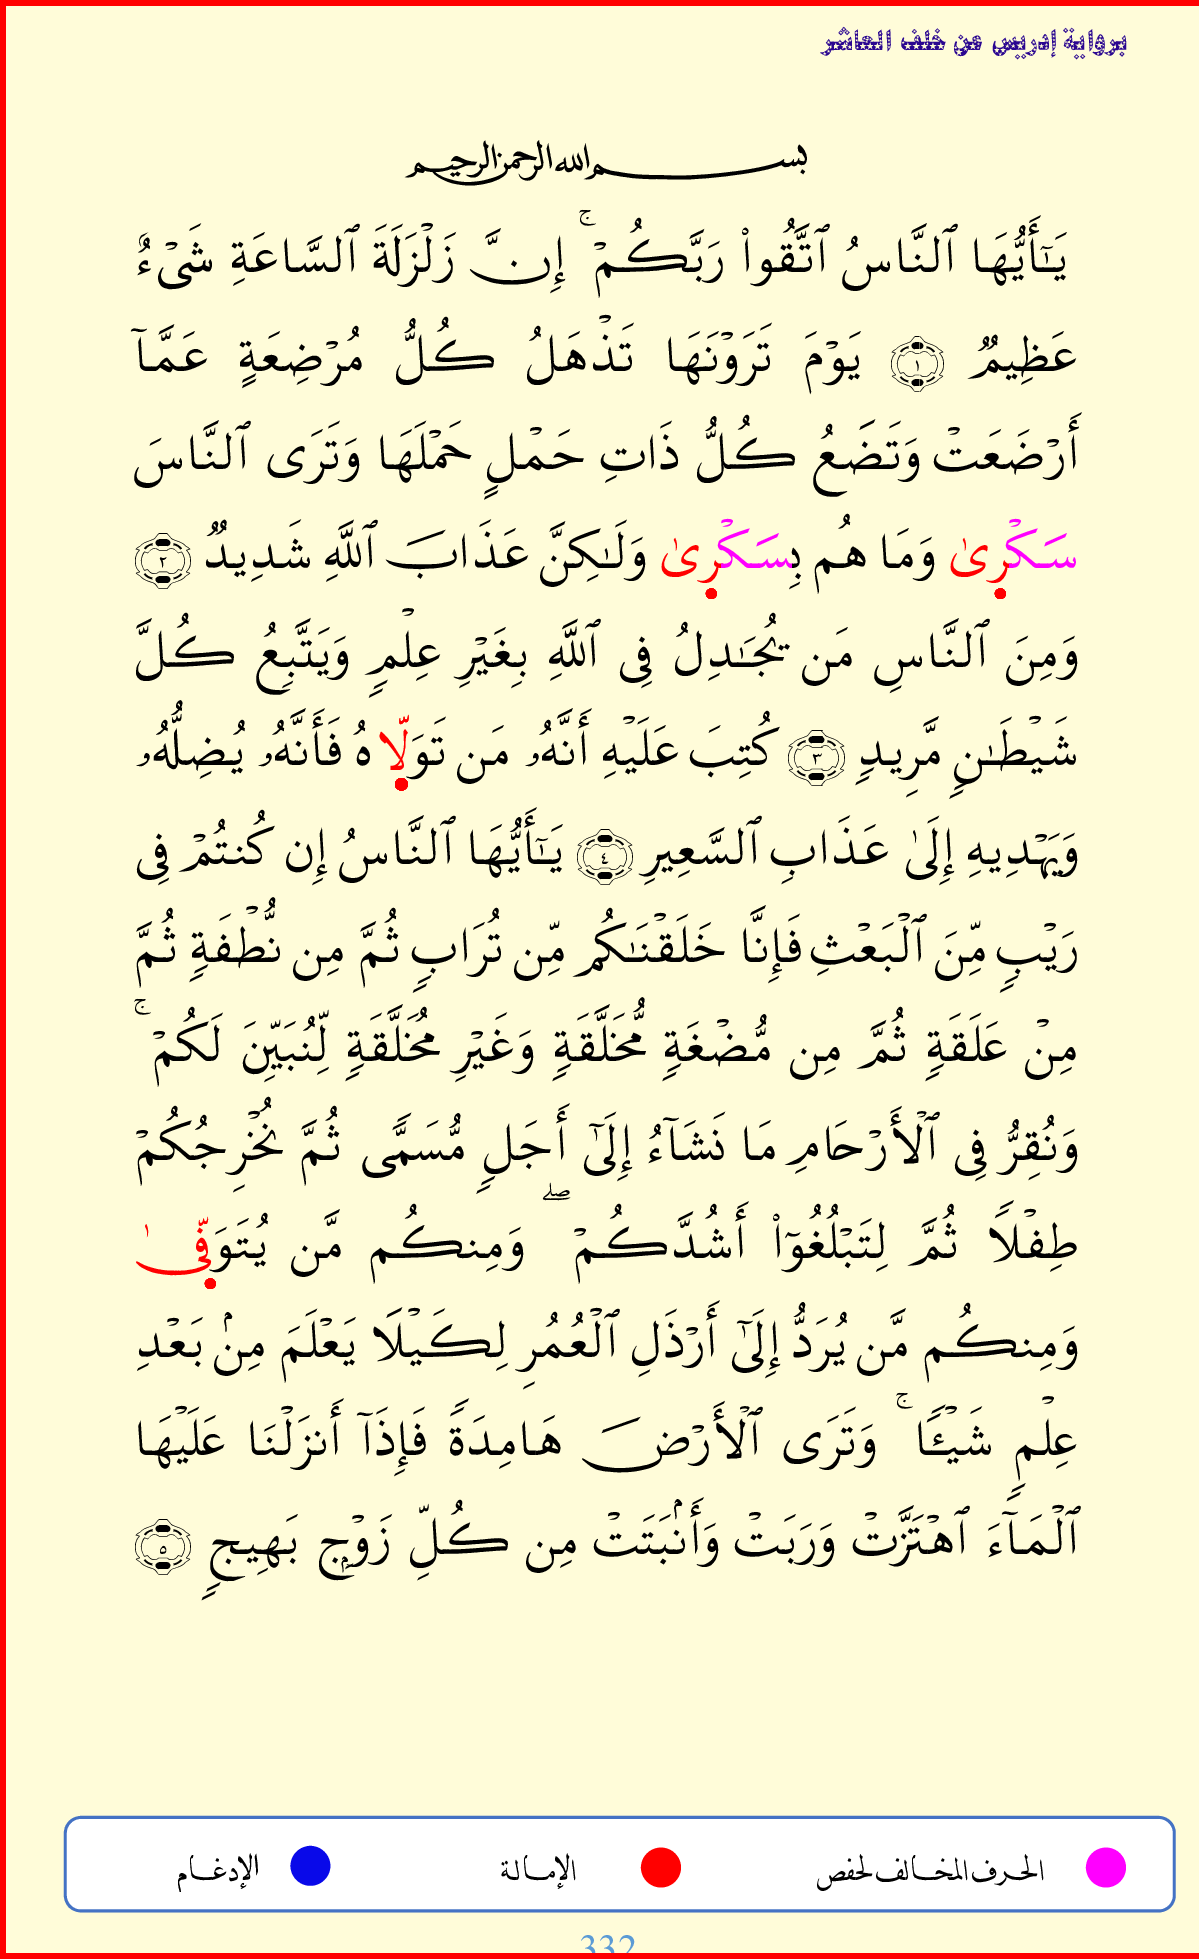 برواية إدريس عن خلف العاشر
بسم الله الرحمن الرحيم
يَـٰٓأَيُّهَا ٱلنَّاسُ ٱتَّقُوا۟ رَبَّكُمْ ۚ إِنَّ زَلْزَلَةَ ٱلسَّاعَةِ شَىْءٌ
عَظِيمٌ ١ يَوْمَ تَرَوْنَهَا تَذْهَلُ كُلُّ مُرْضِعَةٍ عَمَّآ
أَرْضَعَتْ وَتَضَعُ كُلُّ ذَاتِ حَمْلٍ حَمْلَهَا وَتَرَى ٱلنَّاسَ
سَكْرِىٰ وَمَا هُم بِسَكْرِىٰ وَلَـٰكِنَّ عَذَابَ ٱللَّهِ شَدِيدٌ ٢
وَمِنَ ٱلنَّاسِ مَن يُجَـٰدِلُ فِى ٱللَّهِ بِغَيْرِ عِلْمٍ وَيَتَّبِعُ كُلَّ
شَيْطَـٰنٍ مَّرِيدٍ ٣ كُتِبَ عَلَيْهِ أَنَّهُۥ مَن تَوَلِّاهُ فَأَنَّهُۥ يُضِلُّهُۥ
وَيَهْدِيهِ إِلَىٰ عَذَابِ ٱلسَّعِيرِ ٤ يَـٰٓأَيُّهَا ٱلنَّاسُ إِن كُنتُمْ فِى
رَيْبٍ مِّنَ ٱلْبَعْثِ فَإِنَّا خَلَقْنَـٰكُم مِّن تُرَابٍ ثُمَّ مِن نُّطْفَةٍ ثُمَّ
مِنْ عَلَقَةٍ ثُمَّ مِن مُّضْغَةٍ مُّخَلَّقَةٍ وَغَيْرِ مُخَلَّقَةٍ لِّنُبَيِّنَ لَكُمْ ۚ
وَنُقِرُّ فِى ٱلْأَرْحَامِ مَا نَشَآءُ إِلَىٰٓ أَجَلٍ مُّسَمًّى ثُمَّ نُخْرِجُكُمْ
طِفْلًا ثُمَّ لِتَبْلُغُوٓا۟ أَشُدَّكُمْ ۖ وَمِنكُم مَّن يُتَوَفِّىٰ
وَمِنكُم مَّن يُرَدُّ إِلَىٰٓ أَرْذَلِ ٱلْعُمُرِ لِكَيْلَا يَعْلَمَ مِنۢ بَعْدِ
عِلْمٍ شَيْـًٔا ۚ وَتَرَى ٱلْأَرْضَ هَامِدَةً فَإِذَآ أَنزَلْنَا عَلَيْهَا
ٱلْمَآءَ ٱهْتَزَّتْ وَرَبَتْ وَأَنۢبَتَتْ مِن كُلِّ زَوْجٍۭ بَهِيجٍ ٥
الحرف المخالف لحفص الإمالة الإدغام
332